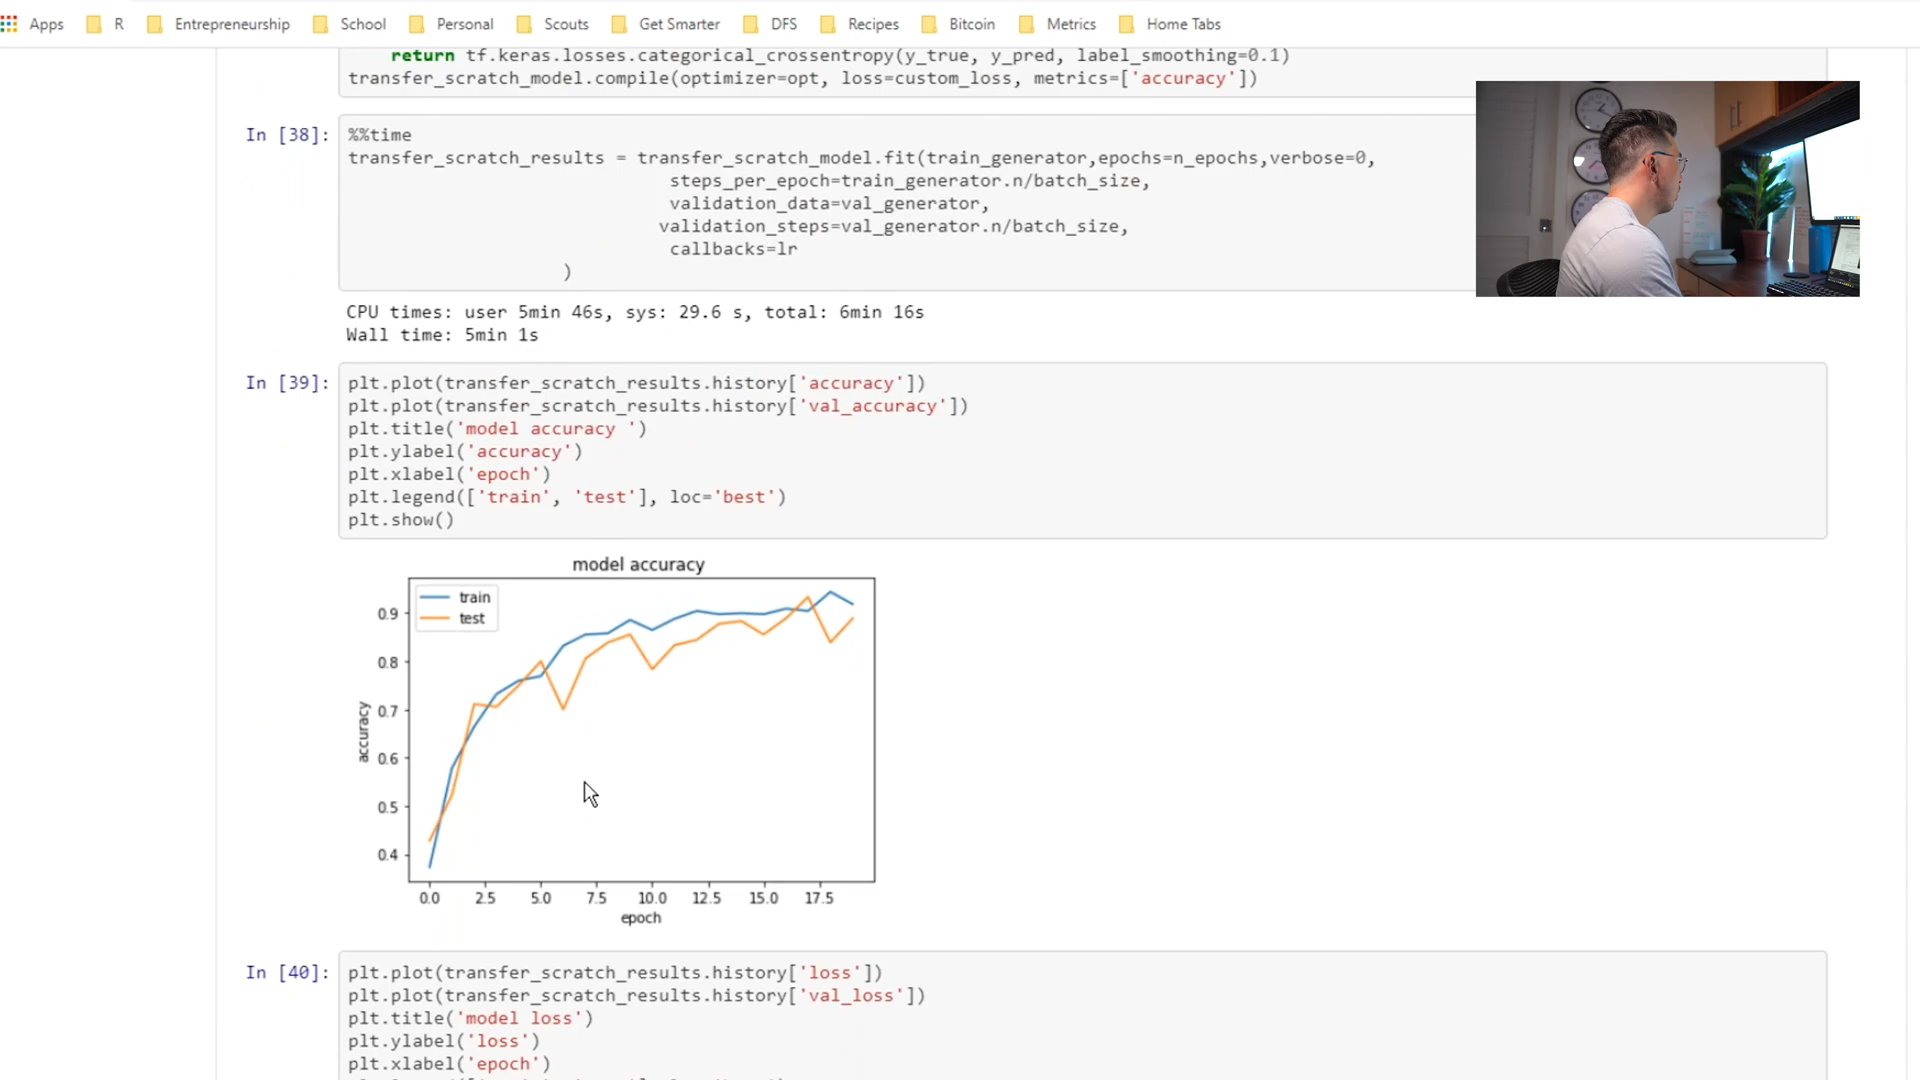 Apps R Entrepreneurship School Personal Scouts Get Smarter DFS Recipes Bitcoin Metrics Home Tabs
return tf.keras.losses.categorical_crossentropy(y_true, y_pred, label_smoothing=0.1)
transfer_scratch_model.compile(optimizer=opt, loss=custom_loss, metrics=['accuracy'])
In [38]: %%time
transfer_scratch_results = transfer_scratch_model.fit(train_generator,epochs=n_epochs,verbose=0,
steps_per_epoch=train_generator.n/batch_size,
validation_data=val_generator,
validation_steps=val_generator.n/batch_size,
callbacks=lr
)
CPU times: user 5min 46s, sys: 29.6 s, total: 6min 16s
Wall time: 5min 1s
In [39]: plt.plot(transfer_scratch_results.history['accuracy'])
plt.plot(transfer_scratch_results.history['val_accuracy'])
plt.title('model accuracy ')
plt.ylabel('accuracy')
plt.xlabel('epoch')
plt.legend(['train', 'test'], loc='best')
plt.show()
model accuracy
train
test
0.9
0.8
0.7
0.6
0.5
0.4
accuracy
0.0 2.5 5.0 7.5 10.0 12.5 15.0 17.5
epoch
In [40]: plt.plot(transfer_scratch_results.history['loss'])
plt.plot(transfer_scratch_results.history['val_loss'])
plt.title('model loss')
plt.ylabel('loss')
plt.xlabel('epoch')